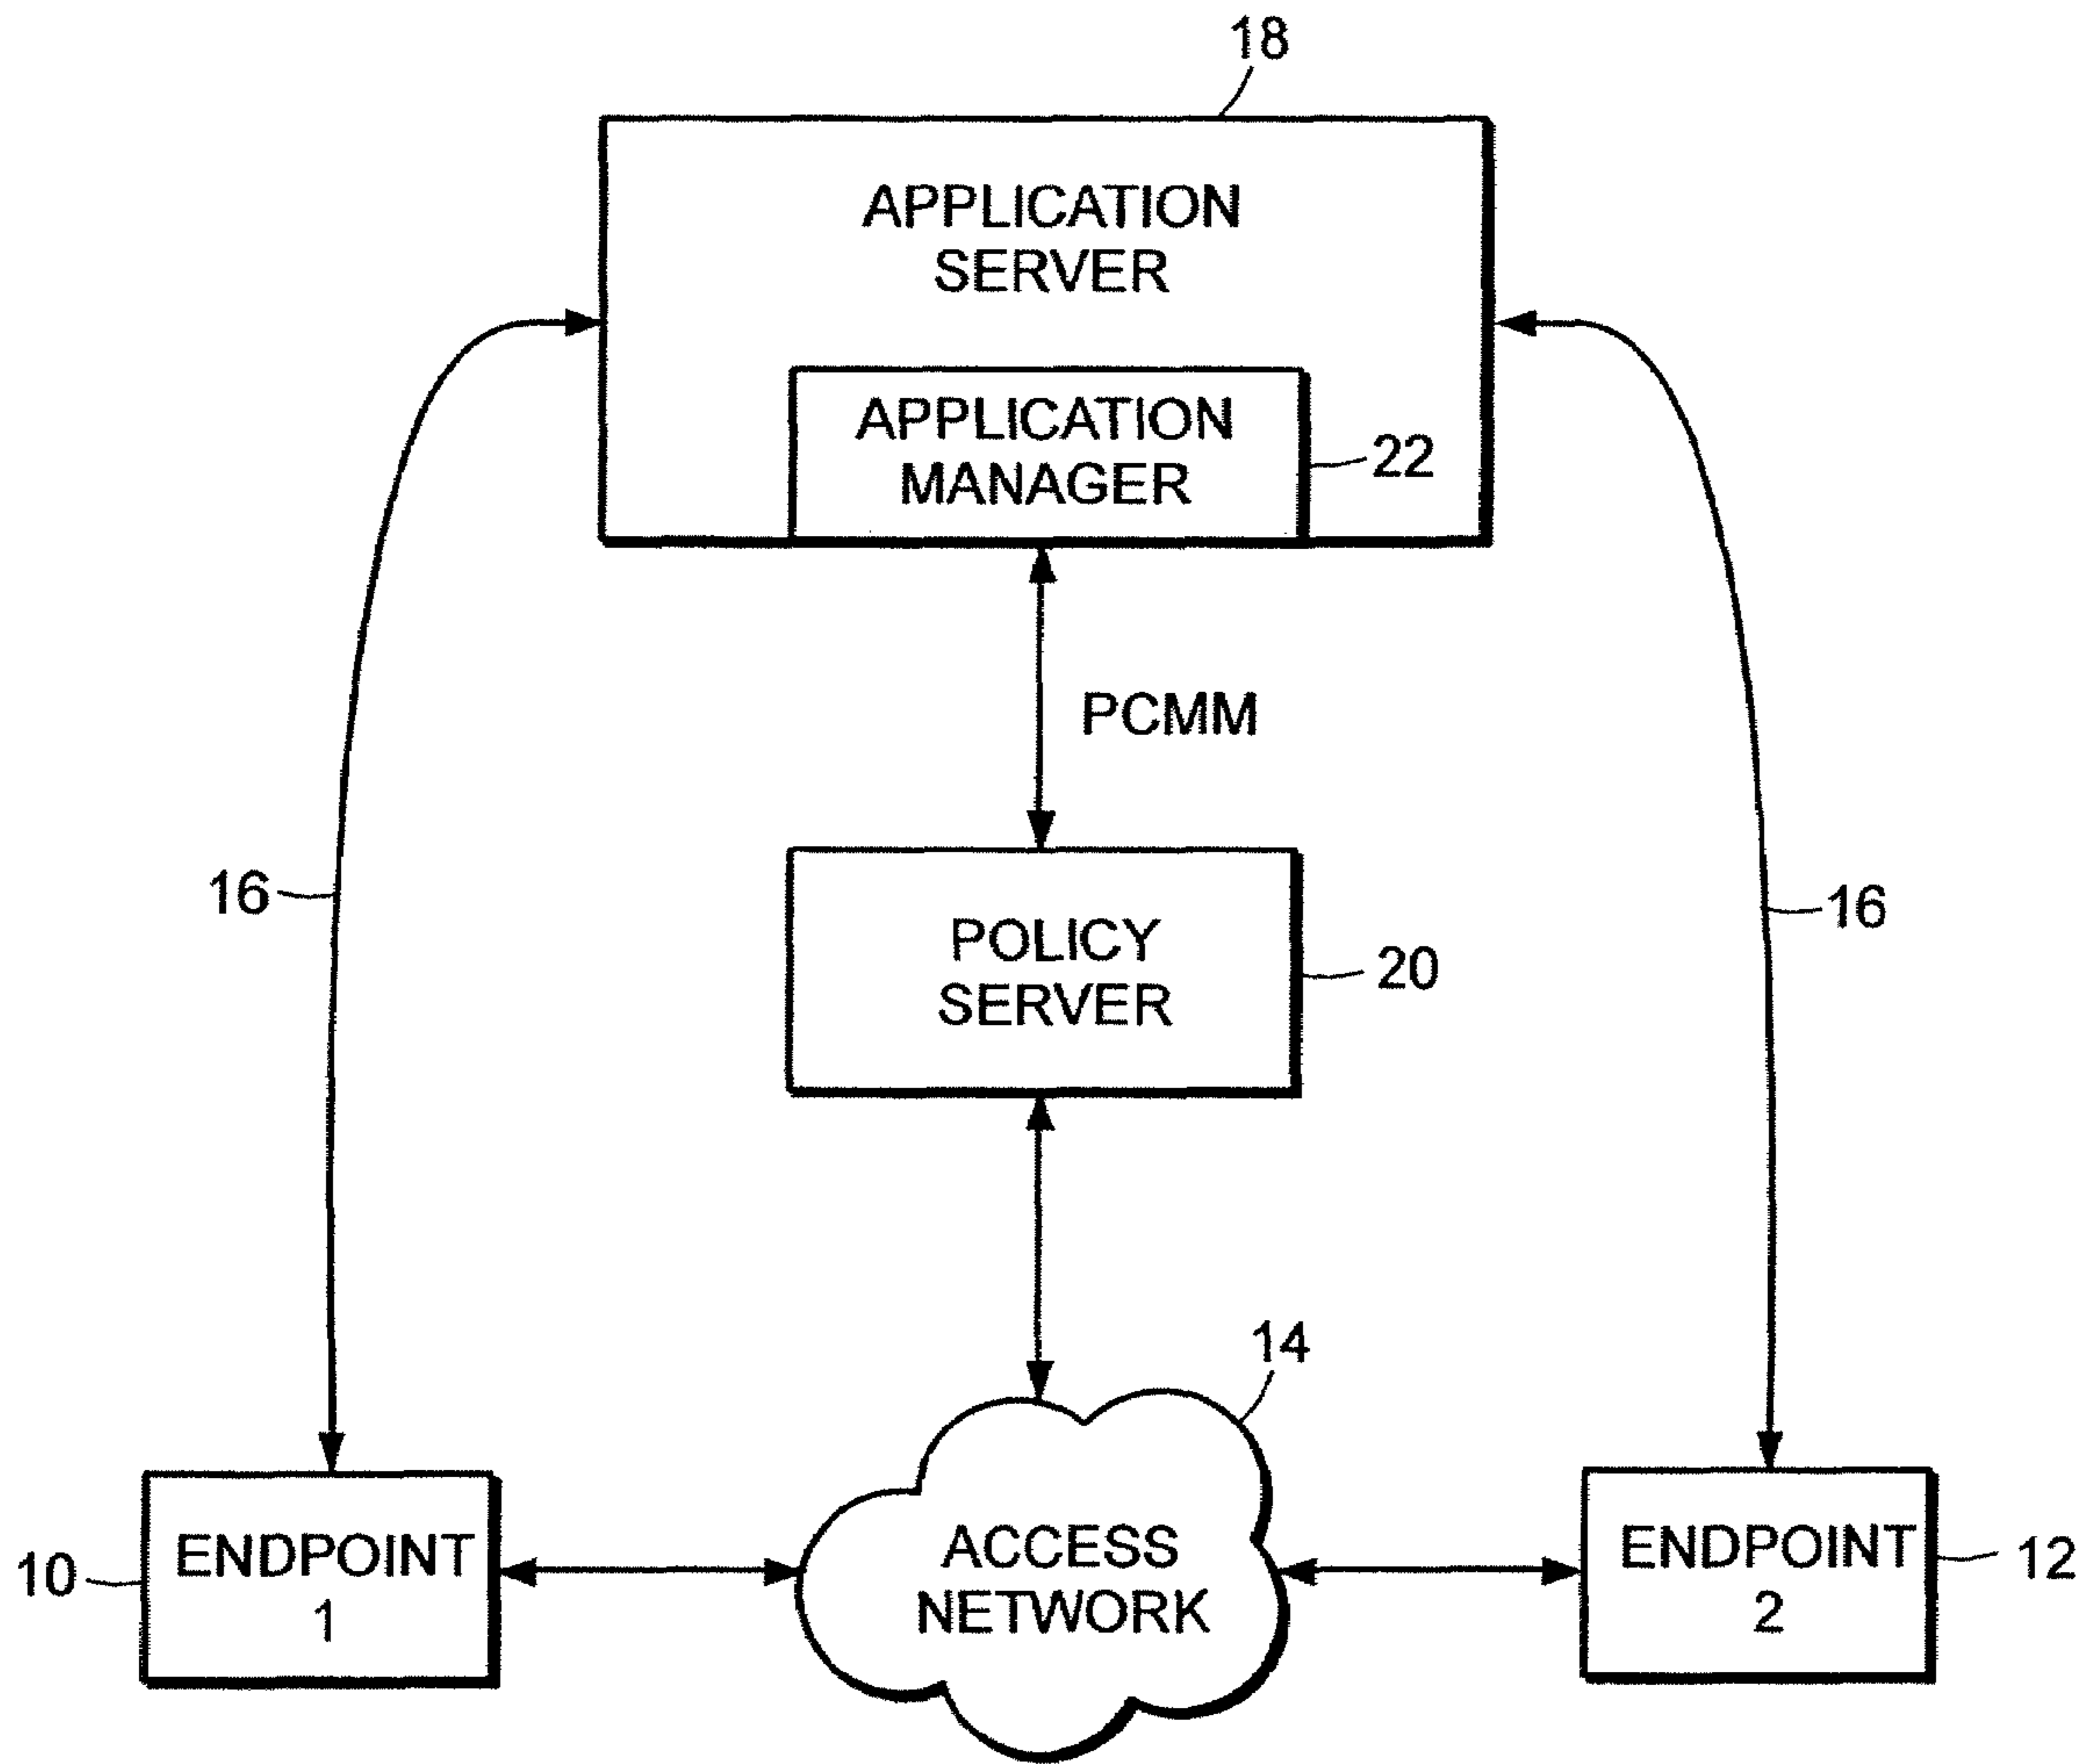 18
APPLICATION
SERVER
APPLICATION
MANAGER
22
PCMM
16
16
POLICY
SERVER
20
14
ENDPOINT
1
10
ACCESS
NETWORK
ENDPOINT
2
12